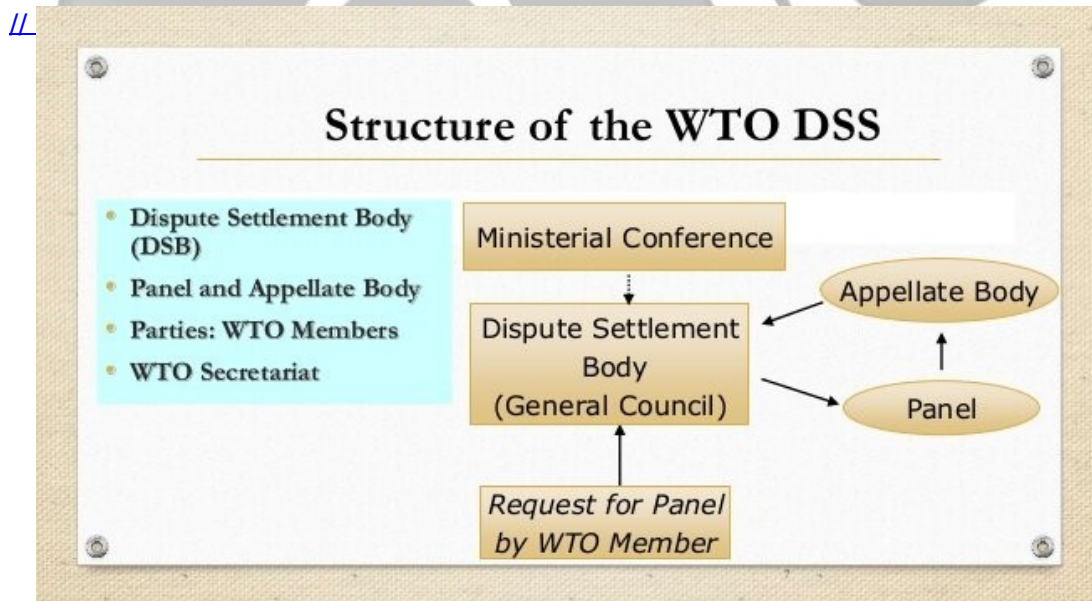 //
Structure of the WTO DSS
Dispute Settlement Body
(DSB)
Panel and Appellate Body
Parties: WTO Members
WTO Secretariat
Ministerial Conference
Dispute Settlement
Body
(General Council)
Appellate Body
Panel
Request for Panel
by WTO Member